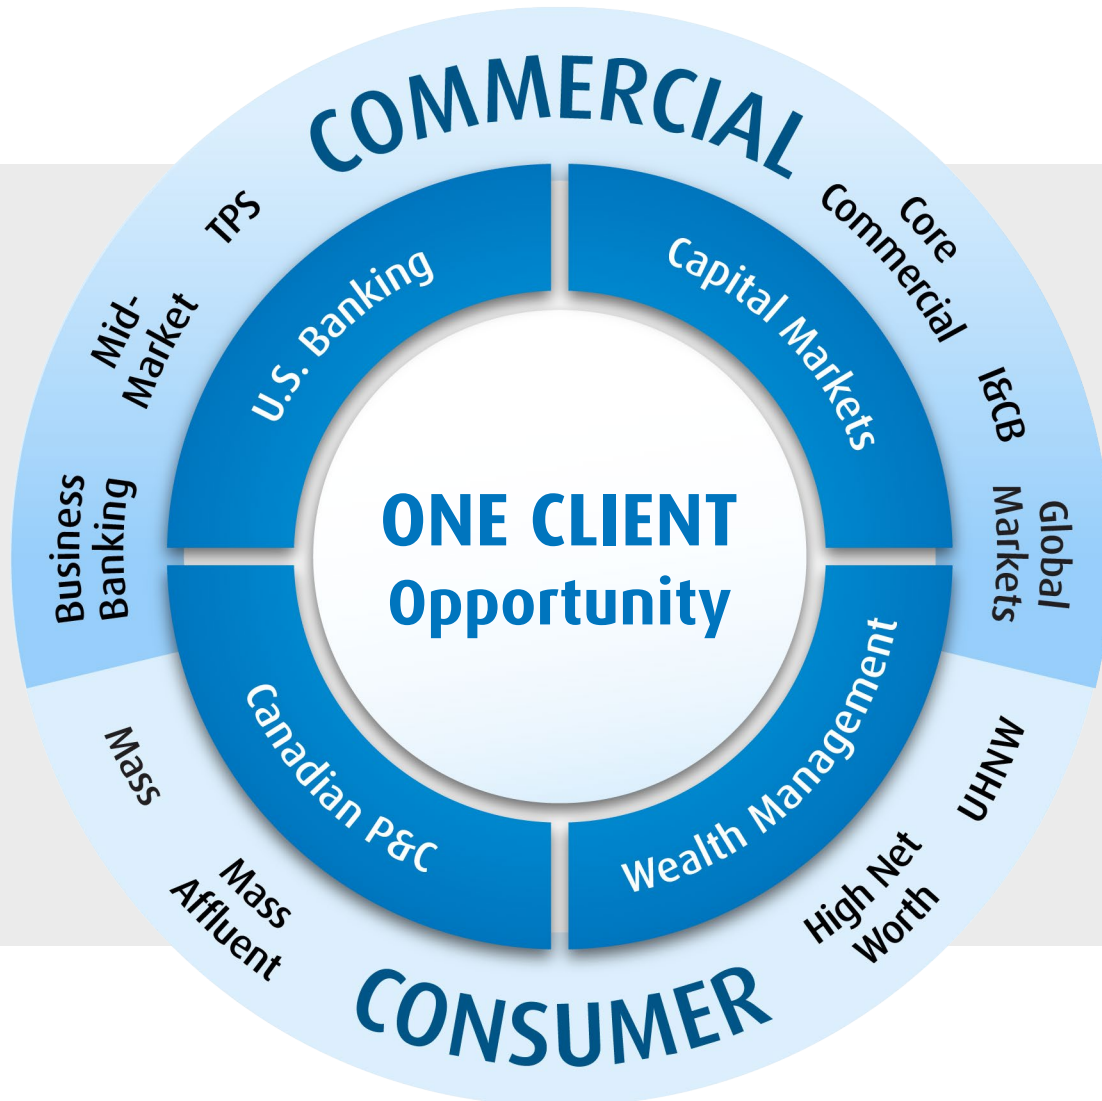 COMMERCIAL
TPS
Mid-
Market
Business
Banking
Core
Commercial
I&CB
Global
Markets
U.S. Banking
Capital Markets
ONE CLIENT
Opportunity
Canadian P&C
Wealth Management
Mass
Mass
Affluent
UHNW
High Net
Worth
CONSUMER